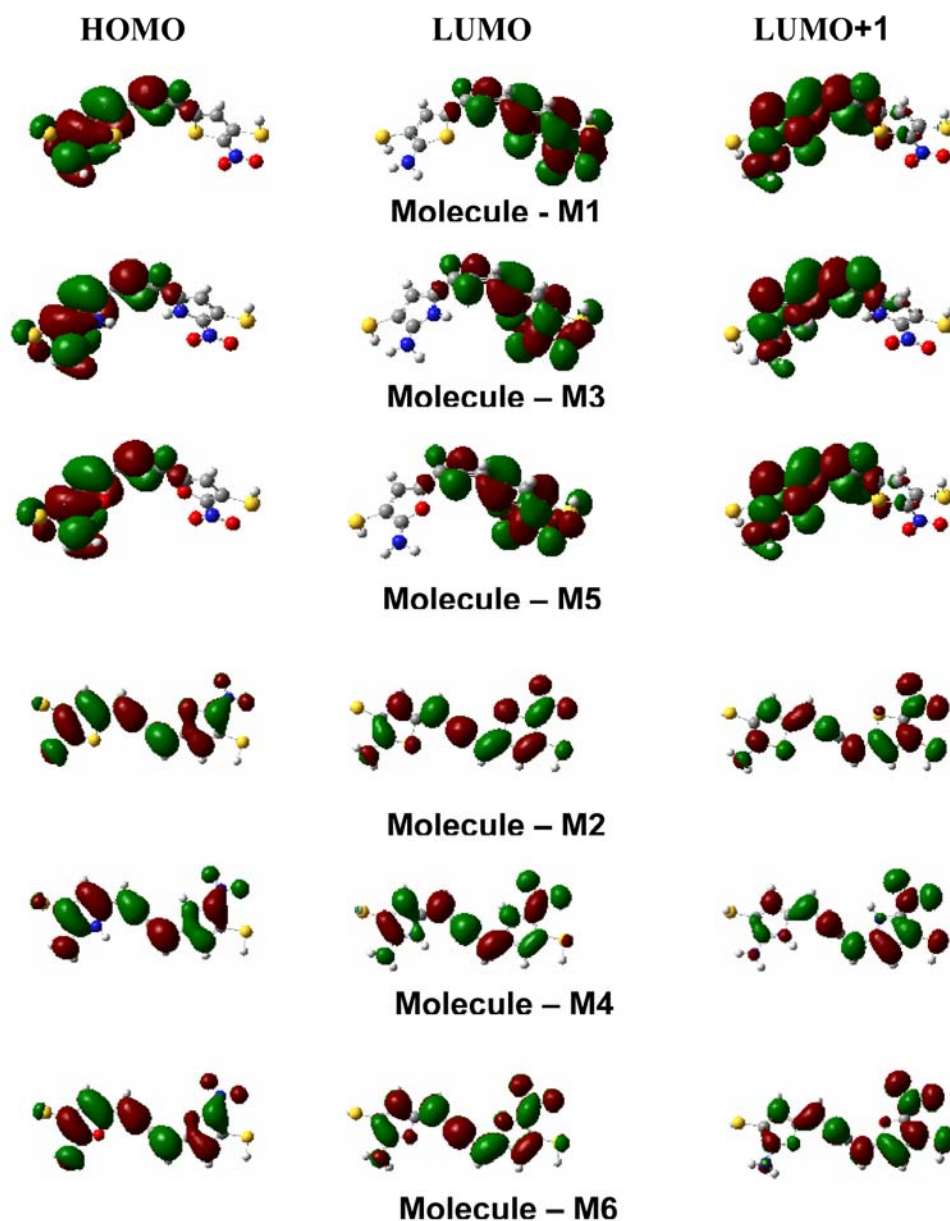 HOMO LUMO LUMO+1
Molecule - M1
Molecule – M3
Molecule – M5
Molecule – M2
Molecule – M4
Molecule – M6